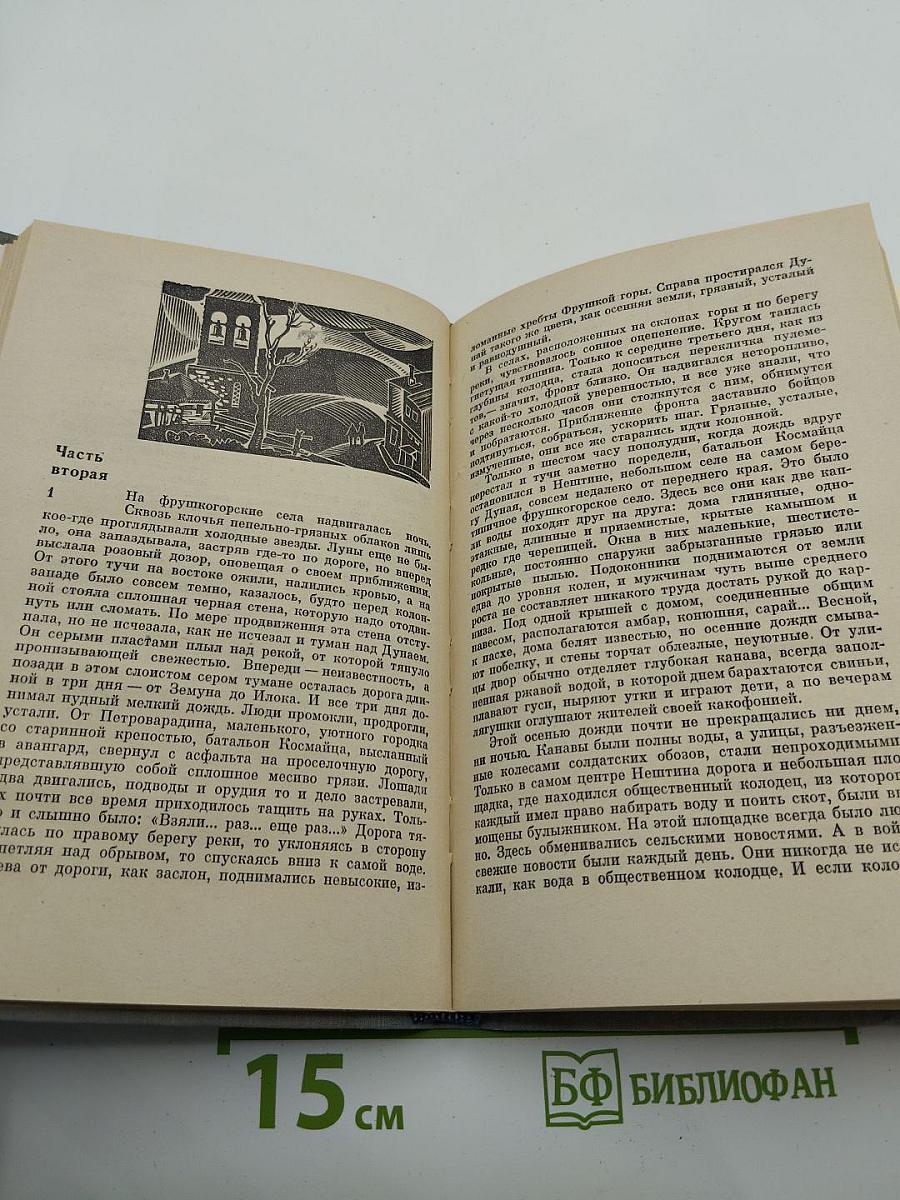 Часть
вторая
1
На фрушкогорские села надвигалась ночь.
Сквозь клочья пепельно-грязных облаков лишь
кое-где проглядывали холодные звезды. Луны еще не бы-
ло, она запаздывала, застряв где-то по дороге, но вперед
выслала розовый дозор, оповещая о своем приближении.
От этого тучи на востоке ожили, налились кровью, а на
западе было совсем темно, казалось, будто перед колон-
ной стояла сплошная черная стена, которую надо отодви-
нуть или сломать. По мере продвижения эта стена отсту-
пала, но не исчезала, как не исчезал и туман над Дунаем.
Он серыми пластами плыл над рекой, от которой тянуло
пронизывающей свежестью. Впереди — неизвестность, а
позади в этом слоистом сером тумане осталась дорога дли-
ной в три дня — от Земуна до Илока. И все три дня до-
нимал нудный мелкий дождь. Люди промокли, продрогли,
устали. От Петроварадина, маленького, уютного городка
со старинной крепостью, батальон Космайца, высланный
в авангард, свернул с асфальта на проселочную дорогу,
представлявшую собой сплошное месиво грязи. Лошади
два двигались, подводы и орудия то и дело застревали,
х почти все время приходилось тащить на руках. Толь-
о и слышно было: «Взяли... раз... еще раз...» Дорога тя-
улась по правому берегу реки, то уклоняясь в сторону
петляя над обрывом, то спускаясь вниз к самой воде.
ева от дороги, как заслон, поднимались невысокие, из-
ломанные хребты Фрушкой горы. Справа простирался Ду-
най такого же цвета, как осенняя земля, грязный, усталый
и равнодушный.
В селах, расположенных на склонах горы и по берегу
реки, чувствовалось сонное оцепенение. Кругом таилась
гнетущая тишина. Только к середине третьего дня, как из
глубины колодца, стала доноситься перекличка пулеме-
тов,— значит, фронт близко. Он надвигался неторопливо,
с какой-то холодной уверенностью, и все уже знали, что
через несколько часов они столкнутся с ним, обнимутся
и побратаются. Приближение фронта заставило бойцов
подтянуться, собраться, ускорить шаг. Грязные, усталые,
измученные, они все же старались идти колонной.
Только в шестом часу пополудни, когда дождь вдруг
перестал и тучи заметно поредели, батальон Космайца
остановился в Нештине, небольшом селе на самом бере-
гу Дуная, совсем недалеко от переднего края. Это было
типичное фрушкогорское село. Здесь все они как две кап-
ли воды походят друг на друга: дома глиняные, одно-
этажные, длинные и приземистые, крытые камышом и
редко где черепицей. Окна в них маленькие, шестисте-
кольные, постоянно снаружи забрызганные грязью или
покрытые пылью. Подоконники поднимаются от земли
едва до уровня колен, и мужчинам чуть выше среднего
роста не составляет никакого труда достать рукой до кар-
низа. Под одной крышей с домом, соединенные общим
навесом, располагаются амбар, конюшня, сарай... Весной,
к пасхе, дома белят известью, но осенние дожди смыва-
ют побелку, и стены торчат облезлые, неуютные. От ули-
цы двор обычно отделяет глубокая канава, всегда запол-
ненная ржавой водой, в которой днем барахтаются свиньи,
плавают гуси, ныряют утки и играют дети, а по вечерам
лягушки оглушают жителей своей какофонией.
Этой осенью дожди почти не прекращались ни днем,
ни ночью. Канавы были полны воды, а улицы, разъезжен-
ные колесами солдатских обозов, стали непроходимыми
Только в самом центре Нештина дорога и небольшая пло
щадка, где находился общественный колодец, из которог
каждый имел право набирать воду и поить скот, были вы
мощены булыжником. На этой площадке всегда было лю
но. Здесь обменивались сельскими новостями. А в вой
свежие новости были каждый день. Они никогда не ис
кали, как вода в общественном колодце. И если коло
15 см
БФ БИБЛИОФАН